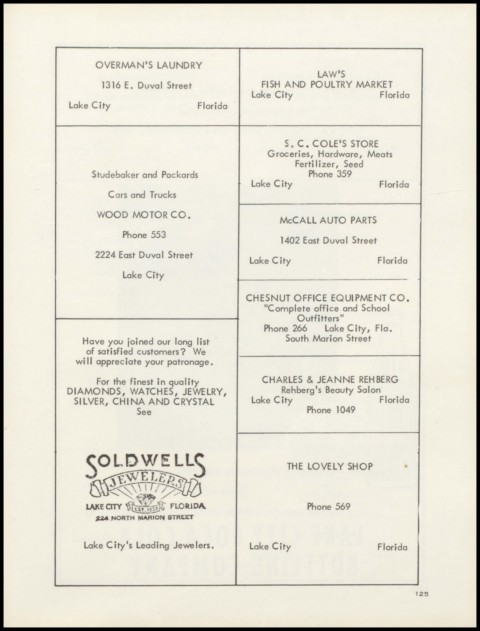 OVERMAN'S LAUNDRY
1316 E. Duval Street
Lake City Florida
Studebaker and Packards
Cars and Trucks
WOOD MOTOR CO.
Phone 553
2224 East Duval Street
Lake City
Have you joined our long list
of satisfied customers? We
will appreciate your patronage.
For the finest in quality
DIAMONDS, WATCHES, JEWELRY,
SILVER, CHINA AND CRYSTAL
See
SOLDWELLS
JEWELERS
LAKE CITY FLORIDA
224 NORTH MARION STREET
Lake City's Leading Jewelers.
LAW'S
FISH AND POULTRY MARKET
Lake City Florida
S. C. COLE'S STORE
Groceries, Hardware, Meats
Fertilizer, Seed
Phone 359
Lake City Florida
McCALL AUTO PARTS
1402 East Duval Street
Lake City Florida
CHESNUT OFFICE EQUIPMENT CO.
"Complete office and School
Outfitters"
Phone 266 Lake City, Fla.
South Marion Street
CHARLES & JEANNE REHBERG
Rehberg's Beauty Salon
Lake City Florida
Phone 1049
THE LOVELY SHOP
Phone 569
Lake City Florida
125